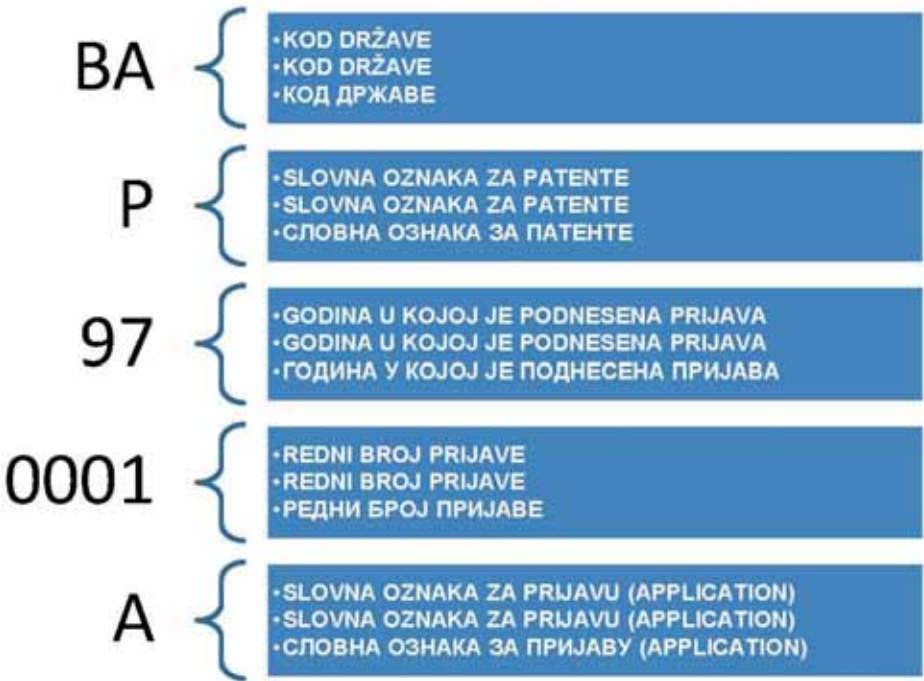 BA
•KOD DRŽAVE
•KOD DRŽAVE
•КОД ДРЖАВЕ
P
•SLOVNA OZNAKA ZA PATENTE
•SLOVNA OZNAKA ZA PATENTE
•СЛОВНА ОЗНАКА ЗА ПАТЕНТЕ
97
•GODINA U KOJOJ JE PODNESENA PRIJAVA
•GODINA U KOJOJ JE PODNESENA PRIJAVA
•ГОДИНА У КОЈОЈ ЈЕ ПОДНЕСЕНА ПРИЈАВА
0001
•REDNI BROJ PRIJAVE
•REDNI BROJ PRIJAVE
•РЕДНИ БРОЈ ПРИЈАВЕ
A
•SLOVNA OZNAKA ZA PRIJAVU (APPLICATION)
•SLOVNA OZNAKA ZA PRIJAVU (APPLICATION)
•СЛОВНА ОЗНАКА ЗА ПРИЈАВУ (APPLICATION)